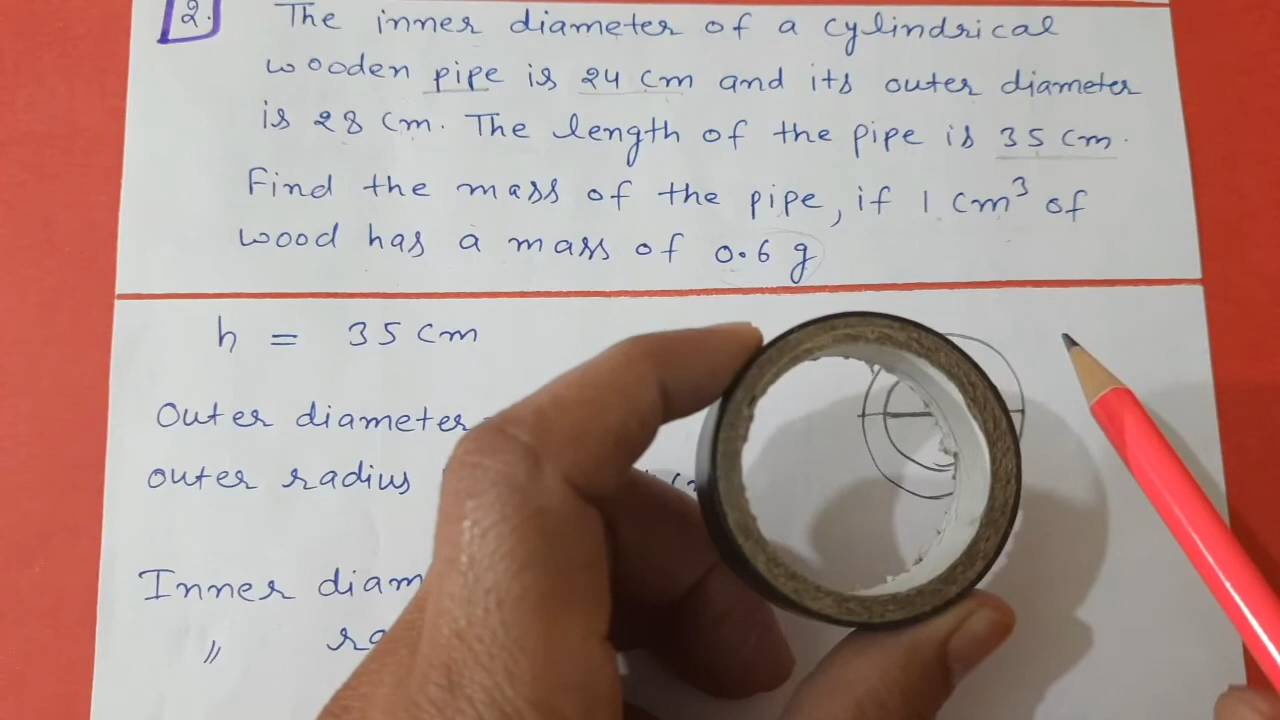 2. The inner diameter of a cylindrical
wooden pipe is 24 cm and its outer diameter
is 28 cm. The length of the pipe is 35 cm.
Find the mass of the pipe, if 1 cm³ of
wood has a mass of 0.6 g
h = 35 cm
Outer diameter
outer radius
Inner diam
〃 ra